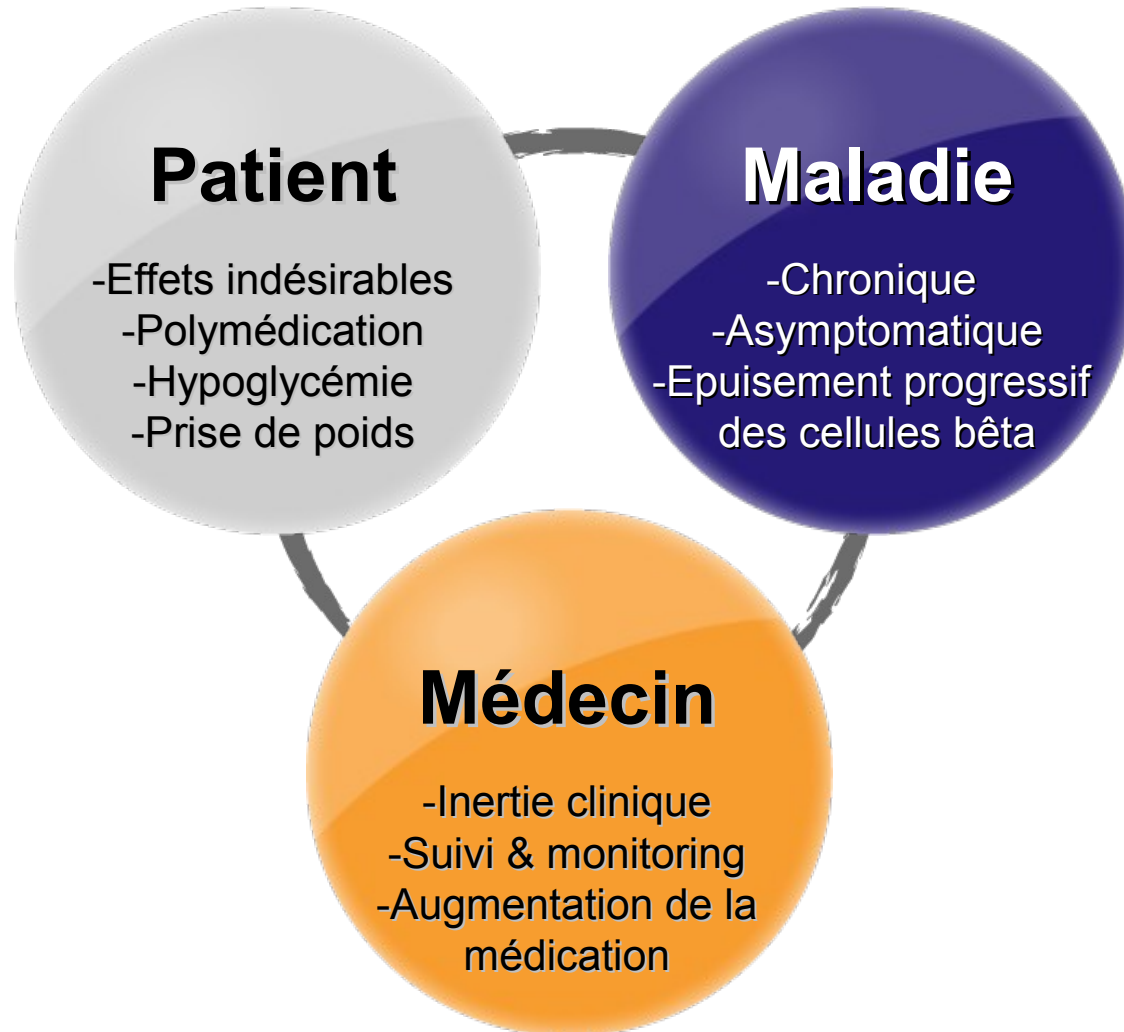 Patient
-Effets indésirables
-Polymédication
-Hypoglycémie
-Prise de poids
Maladie
-Chronique
-Asymptomatique
-Epuisement progressif
des cellules bêta
Médecin
-Inertie clinique
-Suivi & monitoring
-Augmentation de la
médication